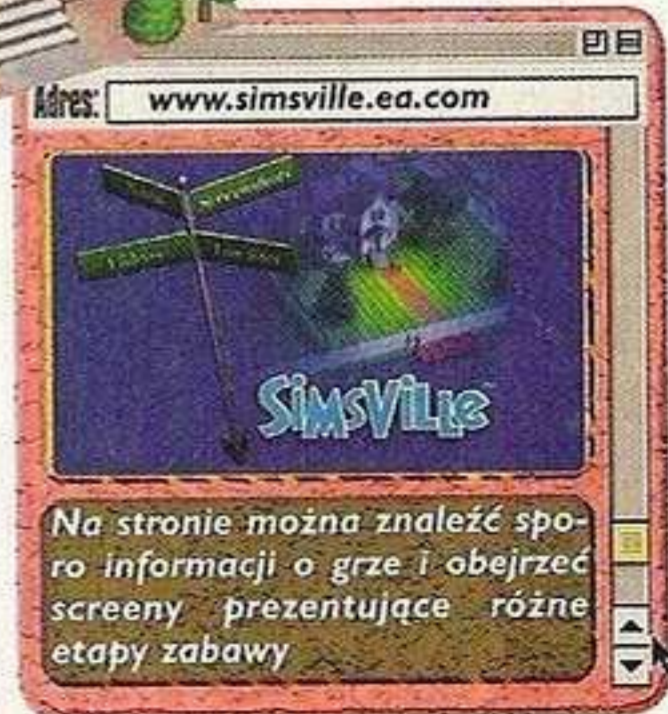 Adres: www.simsville.ea.com
Screenshots
SimsVille
Na stronie można znaleźć spo-
ro informacji o grze i obejrzeć
screeny prezentujące różne
etapy zabawy